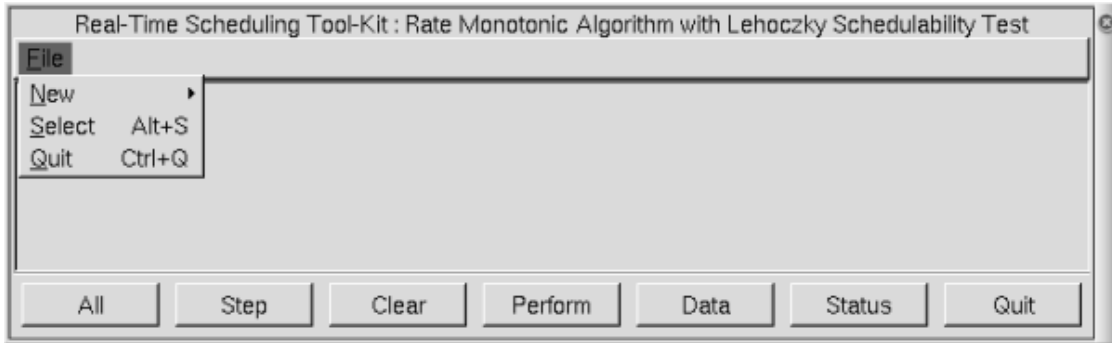 Real-Time Scheduling Tool-Kit : Rate Monotonic Algorithm with Lehoczky Schedulability Test
File
New
Select Alt+S
Quit Ctrl+Q
All Step Clear Perform Data Status Quit